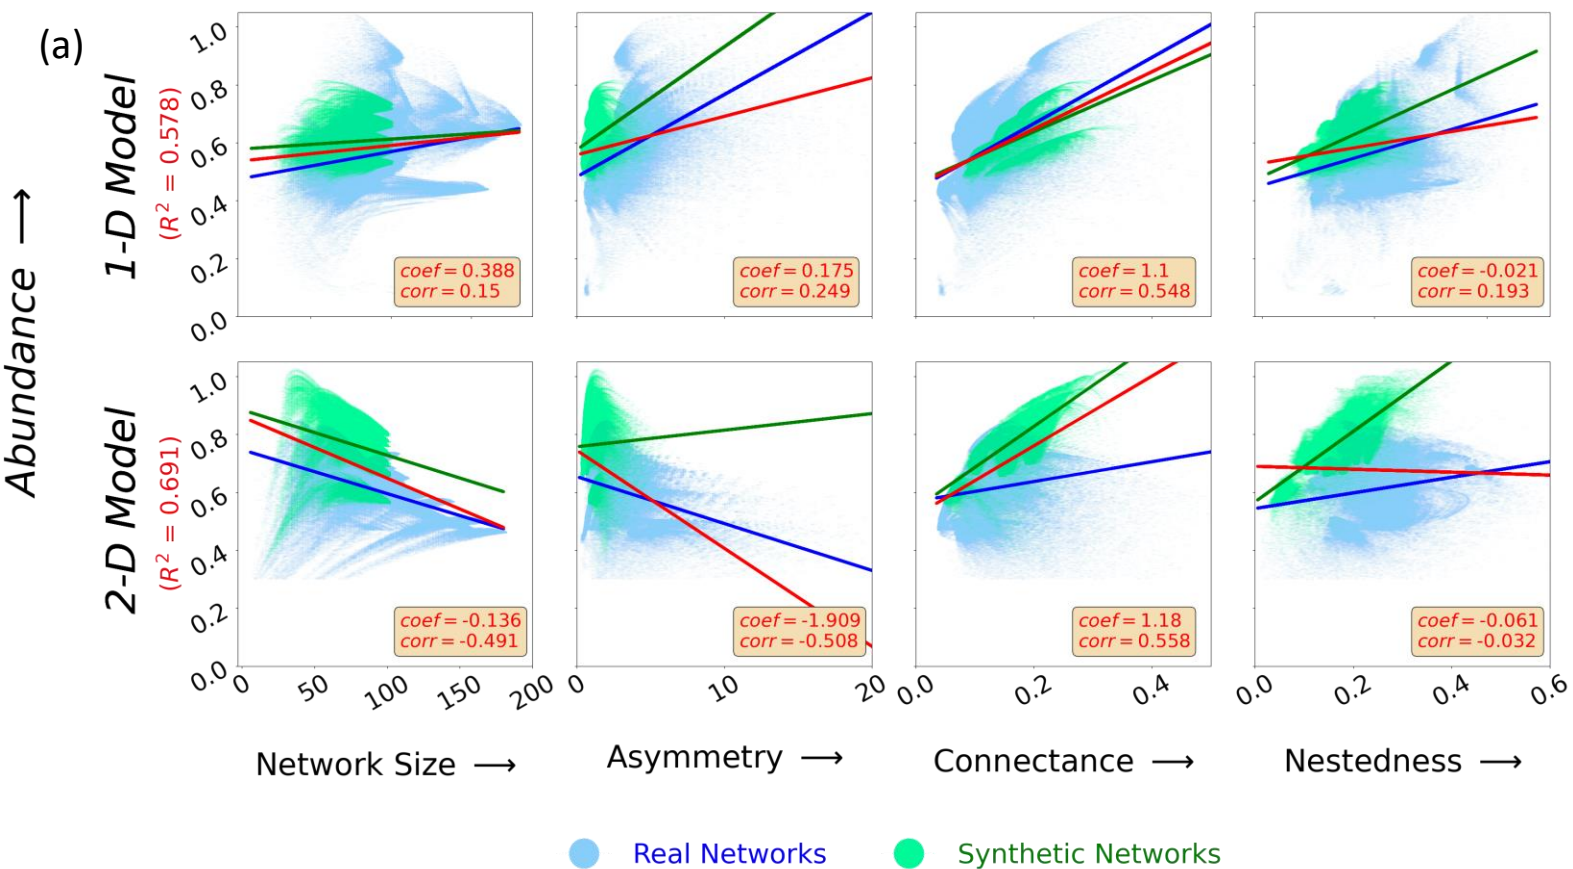 (a)
Abundance →
1-D Model
(R² = 0.578)
1.0
0.8
0.6
0.4
0.2
0.0
coef = 0.388
corr = 0.15
coef = 0.175
corr = 0.249
coef = 1.1
corr = 0.548
coef = -0.021
corr = 0.193
2-D Model
(R² = 0.691)
1.0
0.8
0.6
0.4
0.2
0.0
coef = -0.136
corr = -0.491
coef = -1.909
corr = -0.508
coef = 1.18
corr = 0.558
coef = -0.061
corr = -0.032
0 50 100 150 200
0 10 20
0.0 0.2 0.4
0.0 0.2 0.4 0.6
Network Size →
Asymmetry →
Connectance →
Nestedness →
Real Networks
Synthetic Networks